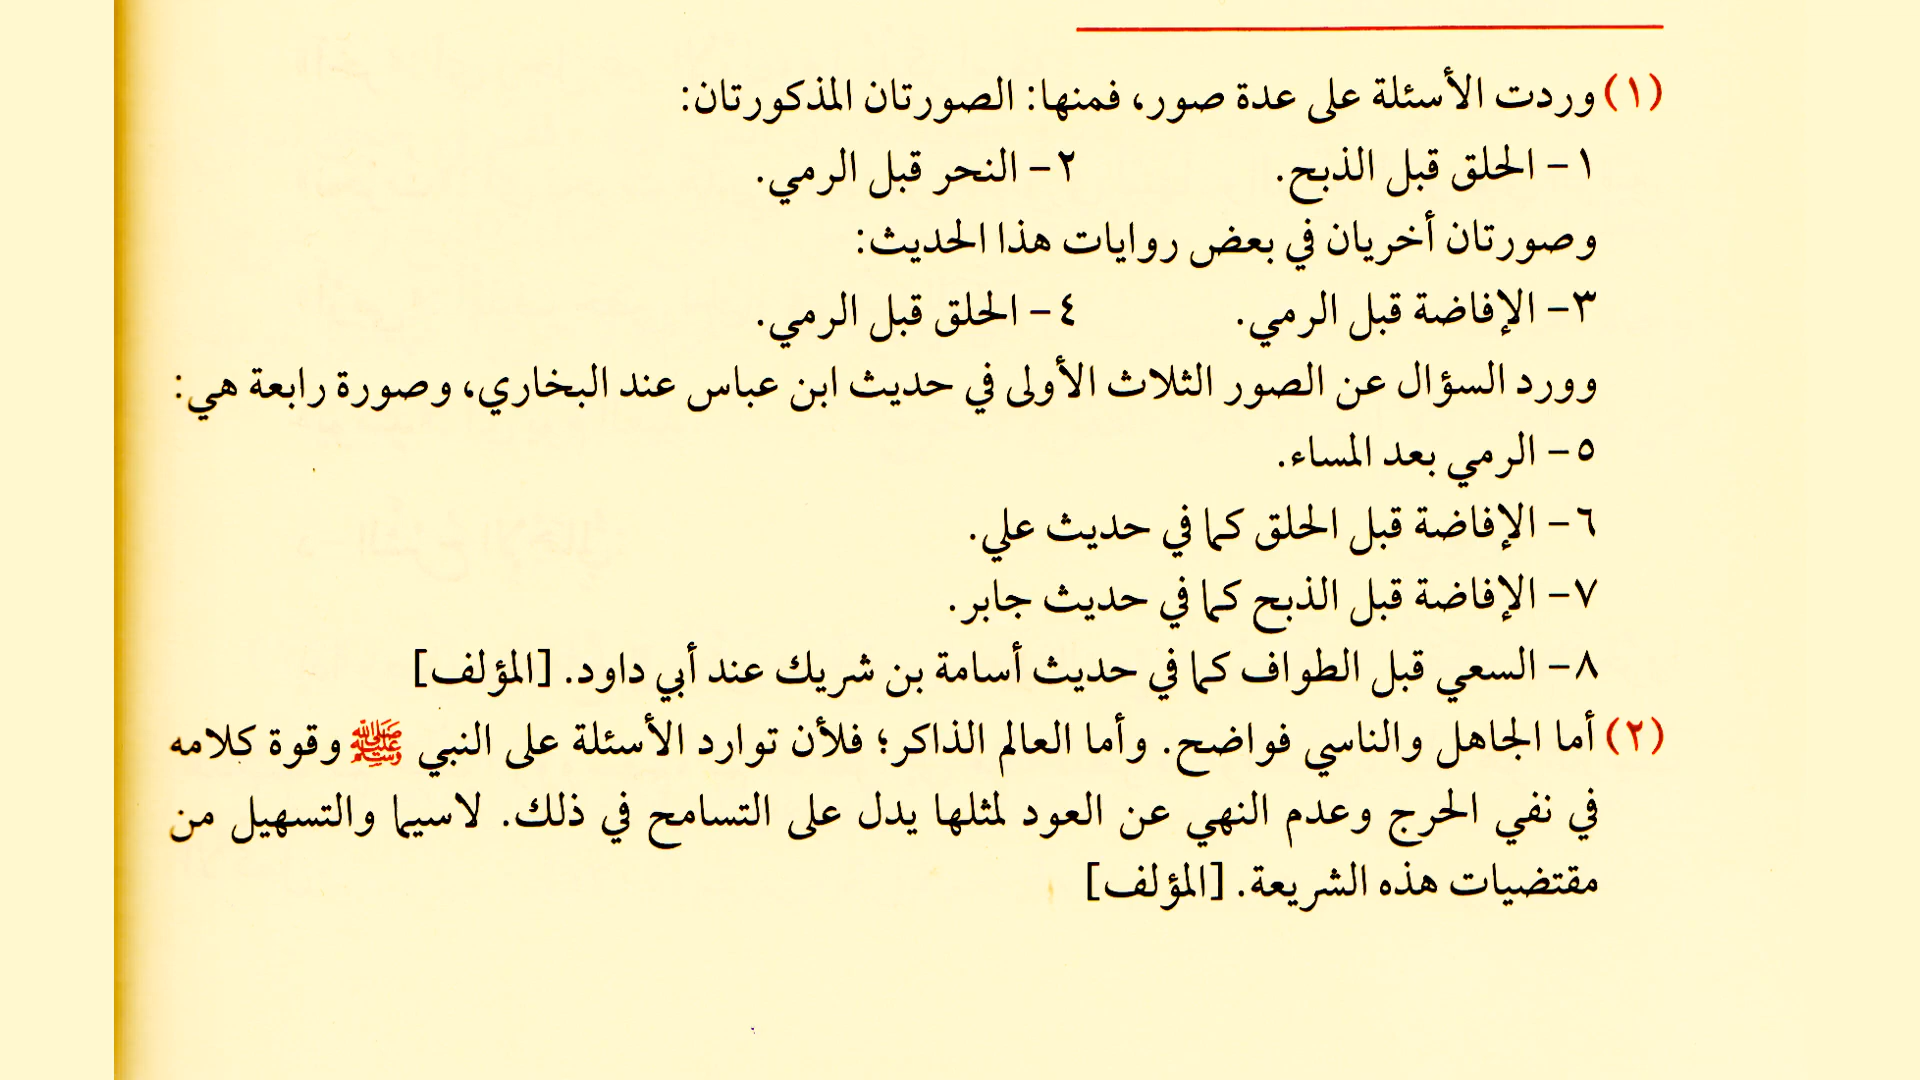 (١) وردت الأسئلة على عدة صور، فمنها: الصورتان المذكورتان:
١- الحلق قبل الذبح. ٢- النحر قبل الرمي.
وصورتان أخريان في بعض روايات هذا الحديث:
٣- الإفاضة قبل الرمي. ٤- الحلق قبل الرمي.
وورد السؤال عن الصور الثلاث الأولى في حديث ابن عباس عند البخاري، وصورة رابعة هي:
٥- الرمي بعد المساء.
٦- الإفاضة قبل الحلق كما في حديث علي.
٧- الإفاضة قبل الذبح كما في حديث جابر.
٨- السعي قبل الطواف كما في حديث أسامة بن شريك عند أبي داود. [المؤلف]
(٢) أما الجاهل والناسي فواضح. وأما العالم الذاكر؛ فلأن توارد الأسئلة على النبي ﷺ وقوة كلامه
في نفي الحرج وعدم النهي عن العود لمثلها يدل على التسامح في ذلك. لاسيما والتسهيل من
مقتضيات هذه الشريعة. [المؤلف]